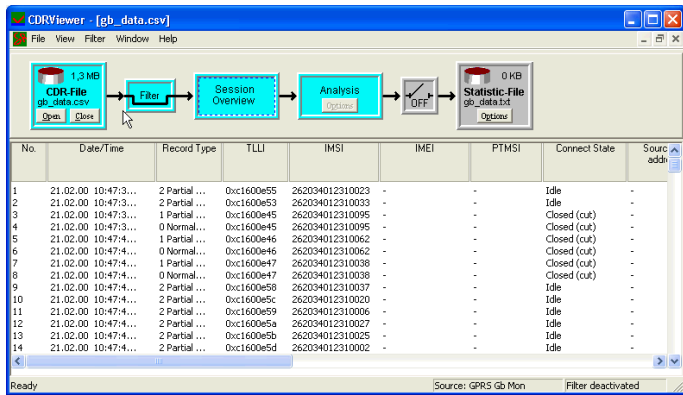 CDRViewer - [gb_data.csv]
File View Filter Window Help
1,3 MB
CDR-File
gb_data.csv
Open Close
Filter
Session
Overview
Analysis
Options
OFF
0 KB
Statistic-File
gb_data.txt
Options
No. Date/Time Record Type TLLI IMSI IMEI PTMSI Connect State Sourc
addr
1 21.02.00 10:47:3... 2 Partial ... 0xc1600e55 262034012310023 - - Idle -
2 21.02.00 10:47:3... 2 Partial ... 0xc1600e53 262034012310033 - - Idle -
3 21.02.00 10:47:3... 1 Partial ... 0xc1600e45 262034012310095 - - Closed (cut) -
4 21.02.00 10:47:3... 0 Normal... 0xc1600e45 262034012310095 - - Closed (cut) -
5 21.02.00 10:47:4... 1 Partial ... 0xc1600e46 262034012310062 - - Closed (cut) -
6 21.02.00 10:47:4... 0 Normal... 0xc1600e46 262034012310062 - - Closed (cut) -
7 21.02.00 10:47:4... 1 Partial ... 0xc1600e47 262034012310038 - - Closed (cut) -
8 21.02.00 10:47:4... 0 Normal... 0xc1600e47 262034012310038 - - Closed (cut) -
9 21.02.00 10:47:4... 2 Partial ... 0xc1600e58 262034012310037 - - Idle -
10 21.02.00 10:47:4... 2 Partial ... 0xc1600e5c 262034012310020 - - Idle -
11 21.02.00 10:47:4... 2 Partial ... 0xc1600e59 262034012310006 - - Idle -
12 21.02.00 10:47:4... 2 Partial ... 0xc1600e5a 262034012310027 - - Idle -
13 21.02.00 10:47:4... 2 Partial ... 0xc1600e5b 262034012310025 - - Idle -
14 21.02.00 10:47:4... 2 Partial ... 0xc1600e5d 262034012310002 - - Idle -
Ready Source: GPRS Gb Mon Filter deactivated